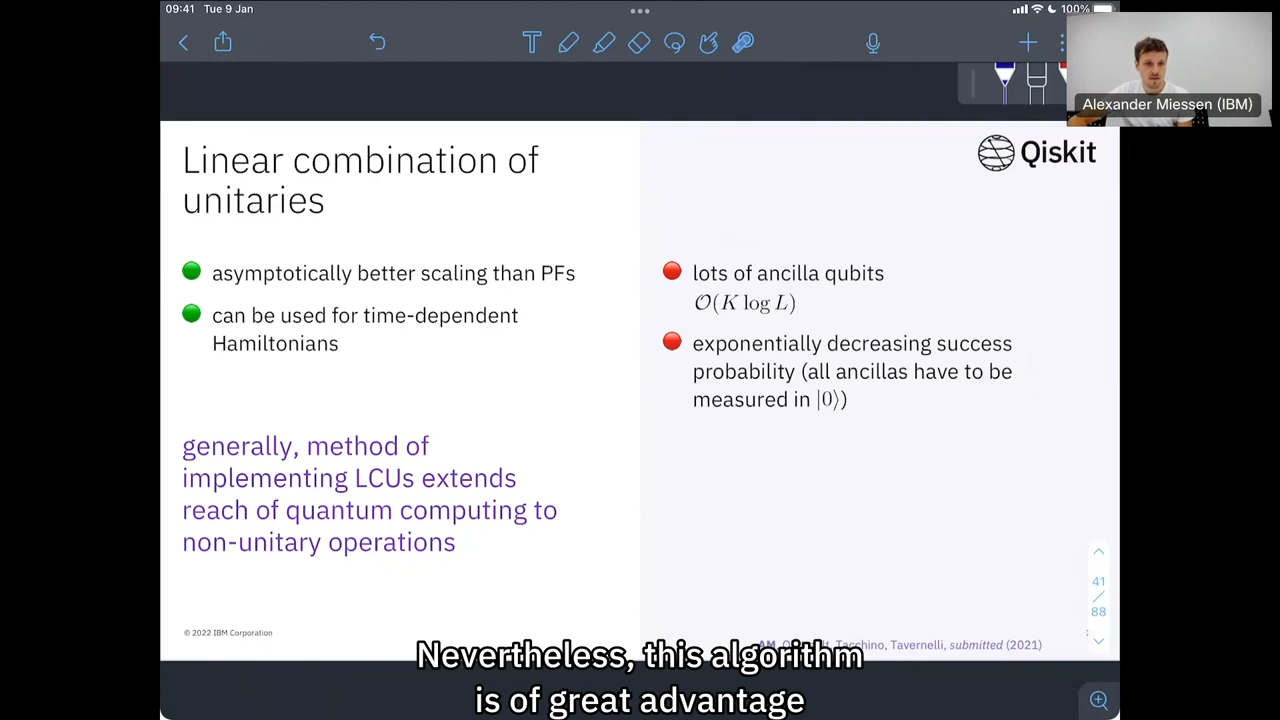 09:41 Tue 9 Jan
100%
Alexander Miessen (IBM)
Linear combination of
unitaries
Qiskit
asymptotically better scaling than PFs
can be used for time-dependent
Hamiltonians
generally, method of
implementing LCUs extends
reach of quantum computing to
non-unitary operations
lots of ancilla qubits
𝒪(K log L)
exponentially decreasing success
probability (all ancillas have to be
measured in |0⟩)
41
/
88
© 2022 IBM Corporation
AM, Tacchino, Tavernelli, submitted (2021)
Nevertheless, this algorithm
is of great advantage